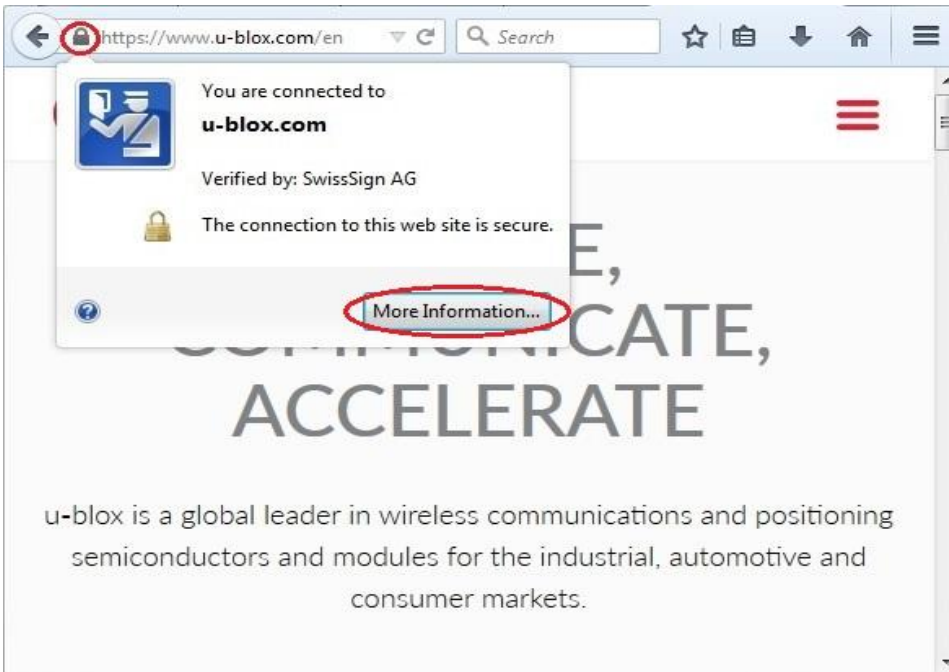 https://www.u-blox.com/en
Search
You are connected to
u-blox.com
Verified by: SwissSign AG
The connection to this web site is secure.
More Information...
E,
CATE,
ACCELERATE
u-blox is a global leader in wireless communications and positioning
semiconductors and modules for the industrial, automotive and
consumer markets.